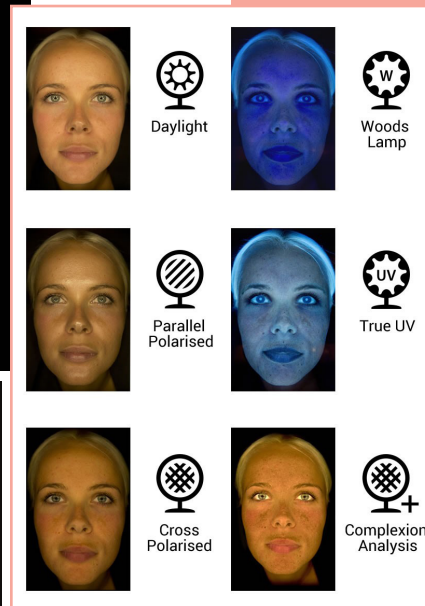 Daylight
W
Woods
Lamp
Parallel
Polarised
UV
True UV
Cross
Polarised
Complexion
Analysis